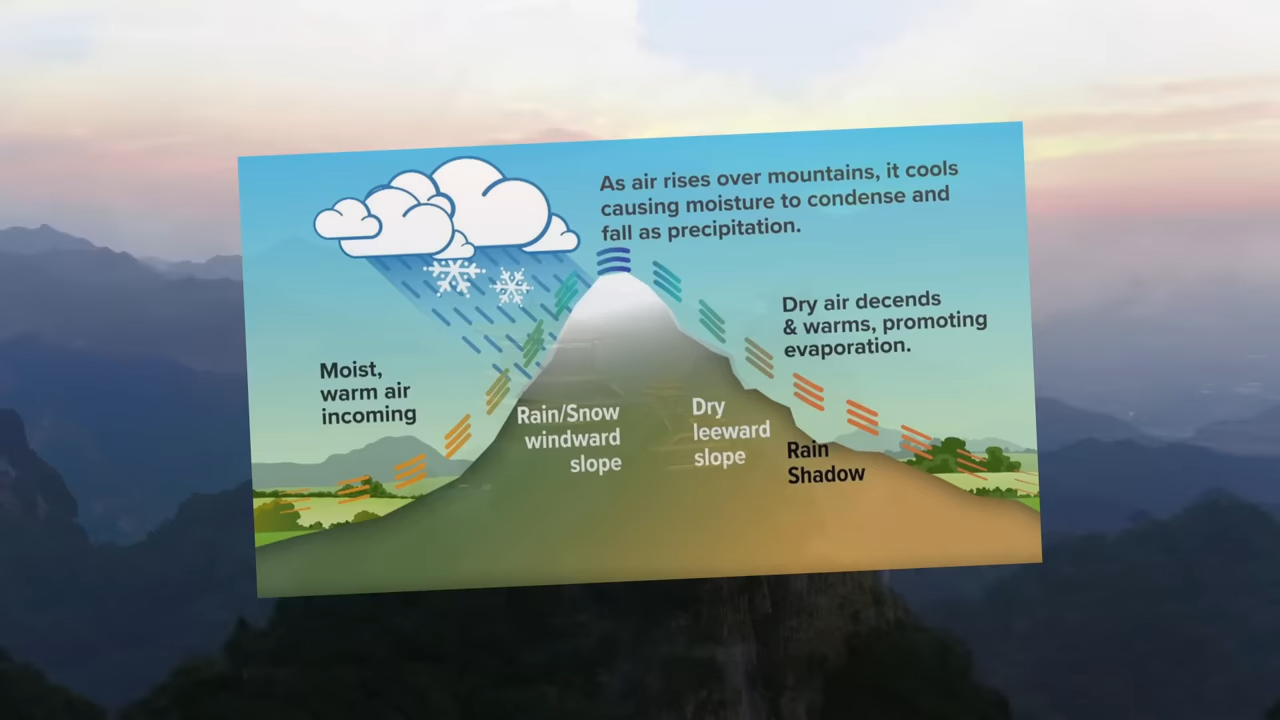 As air rises over mountains, it cools
causing moisture to condense and
fall as precipitation.
Dry air decends
& warms, promoting
evaporation.
Moist,
warm air
incoming
Rain/Snow
windward
slope
Dry
leeward
slope
Rain
Shadow